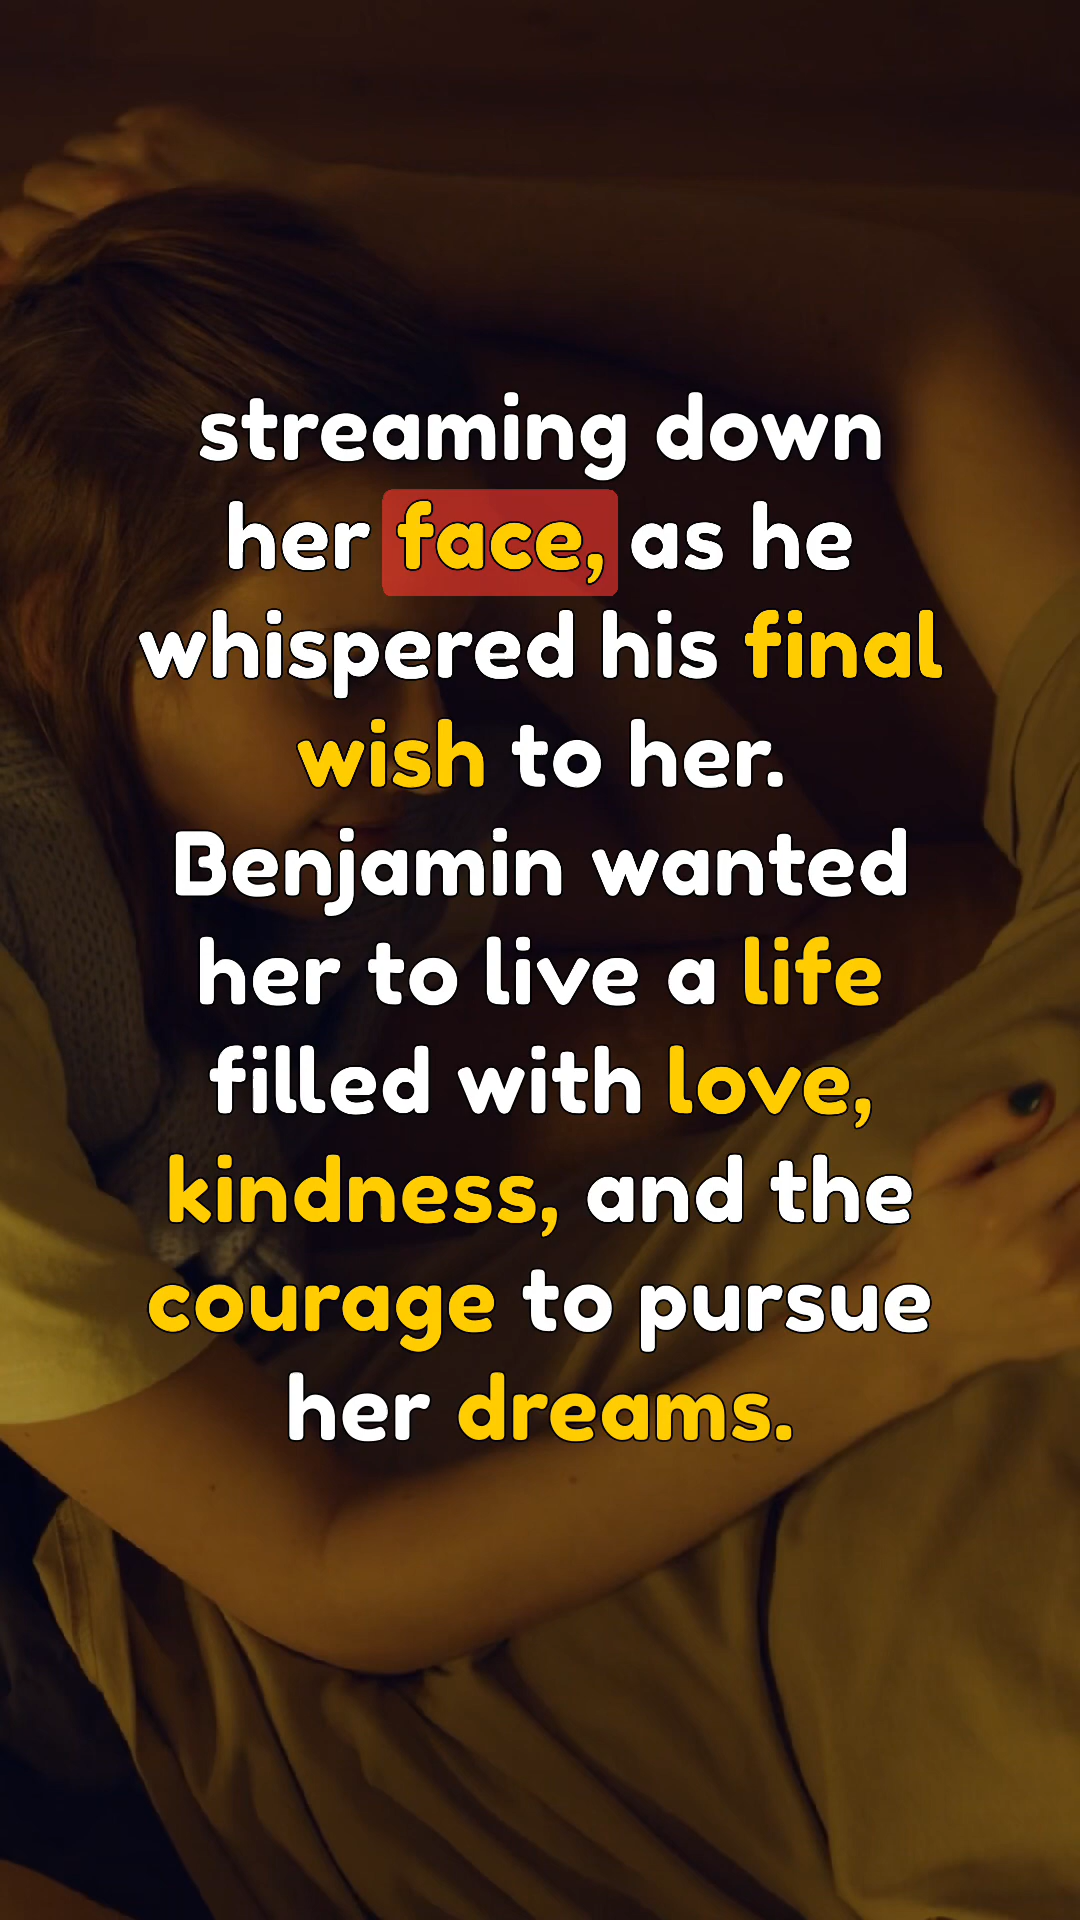 streaming down
her face, as he
whispered his final
wish to her.
Benjamin wanted
her to live a life
filled with love,
kindness, and the
courage to pursue
her dreams.